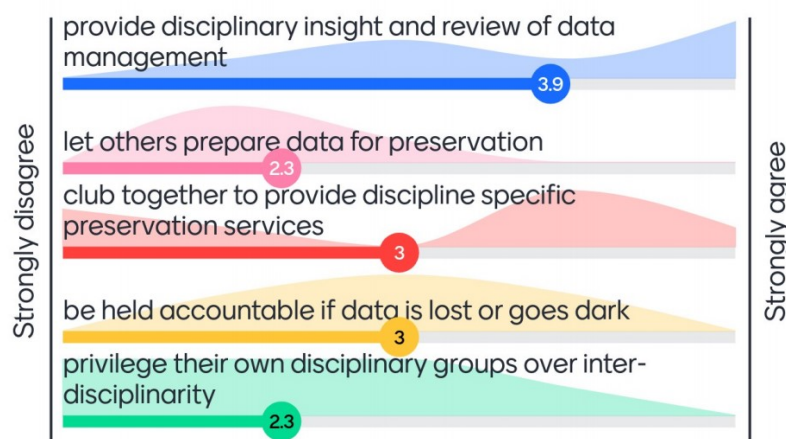 provide disciplinary insight and review of data
management
3.9
let others prepare data for preservation
2.3
club together to provide discipline specific
preservation services
3
be held accountable if data is lost or goes dark
3
privilege their own disciplinary groups over inter-
disciplinarity
2.3
Strongly disagree
Strongly agree